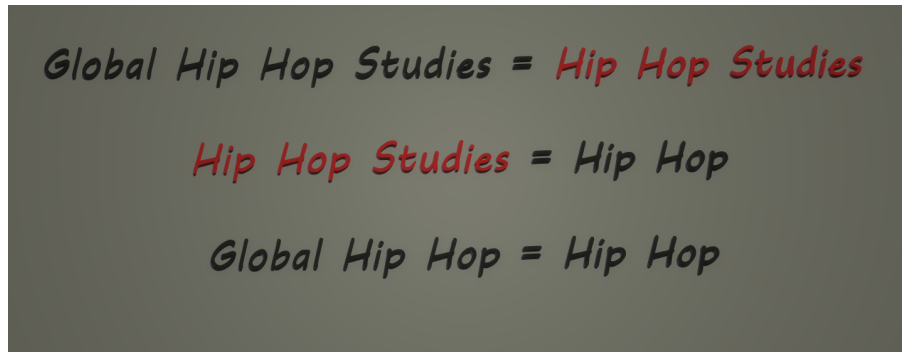 Global Hip Hop Studies = Hip Hop Studies
Hip Hop Studies = Hip Hop
Global Hip Hop = Hip Hop